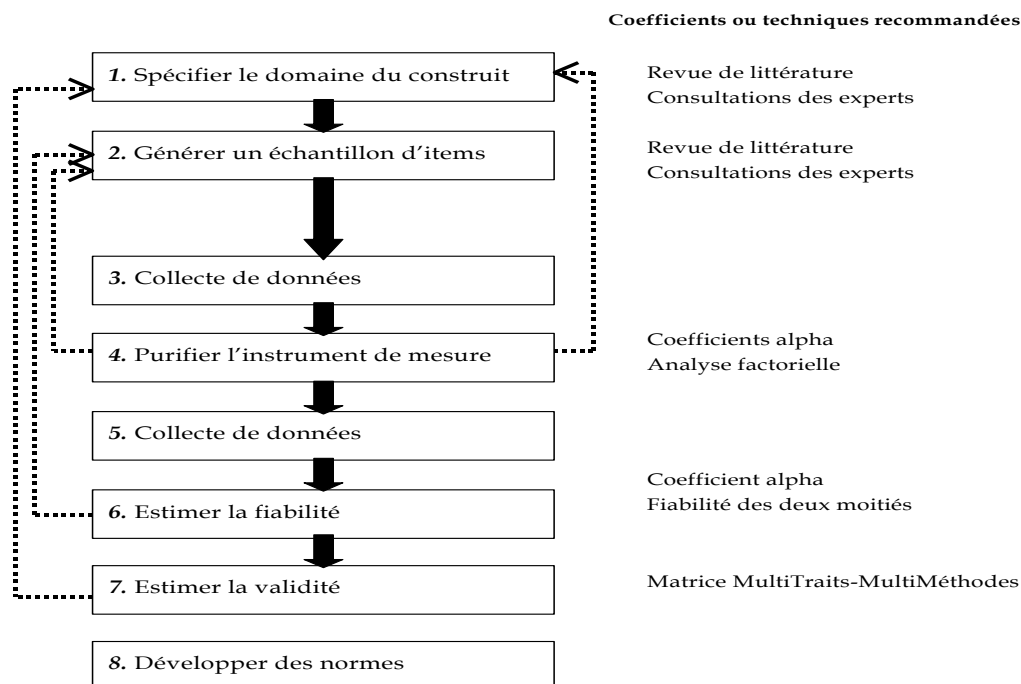 Coefficients ou techniques recommandées
1. Spécifier le domaine du construit
Revue de littérature
Consultations des experts
2. Générer un échantillon d'items
Revue de littérature
Consultations des experts
3. Collecte de données
4. Purifier l'instrument de mesure
Coefficients alpha
Analyse factorielle
5. Collecte de données
6. Estimer la fiabilité
Coefficient alpha
Fiabilité des deux moitiés
7. Estimer la validité
Matrice MultiTraits-MultiMéthodes
8. Développer des normes